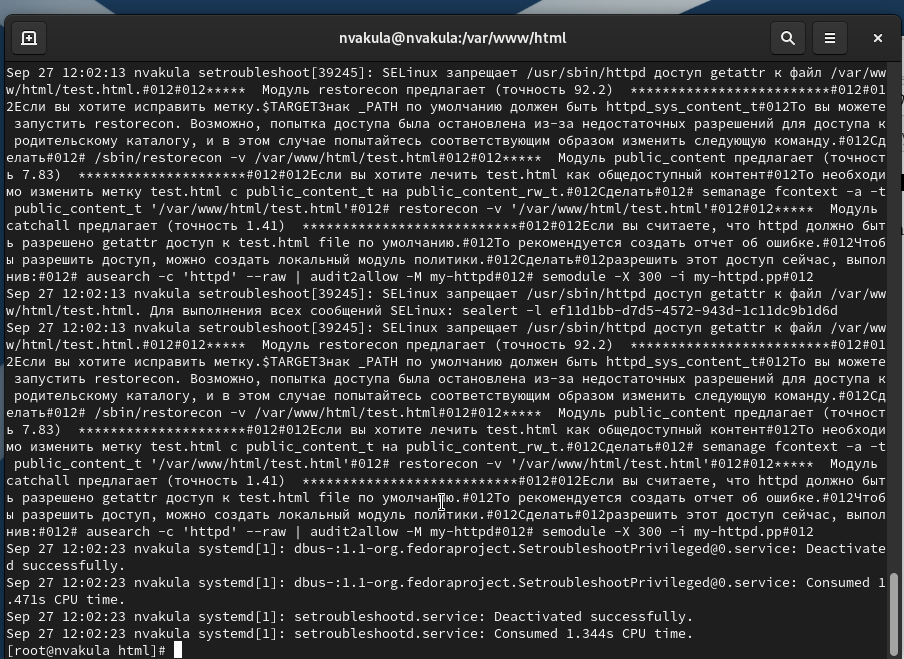 nvakula@nvakula:/var/www/html
Sep 27 12:02:13 nvakula setroubleshoot[39245]: SELinux запрещает /usr/sbin/httpd доступ getattr к файл /var/ww
w/html/test.html.#012#012*****  Модуль restorecon предлагает (точность 92.2)  ************************#012#01
2Если вы хотите исправить метку.$TARGETЗнак _PATH по умолчанию должен быть httpd_sys_content_t#012То вы можете
 запустить restorecon. Возможно, попытка доступа была остановлена из-за недостаточных разрешений для доступа к
 родительскому каталогу, и в этом случае попытайтесь соответствующим образом изменить следующую команду.#012Сд
елать#012# /sbin/restorecon -v /var/www/html/test.html#012#012*****  Модуль public_content предлагает (точност
ь 7.83)  ********************#012#012Если вы хотите лечить test.html как общедоступный контент#012То необходи
мо изменить метку test.html с public_content_t на public_content_rw_t.#012Сделать#012# semanage fcontext -a -t
 public_content_t '/var/www/html/test.html'#012# restorecon -v '/var/www/html/test.html'#012#012*****  Модуль
catchall предлагает (точность 1.41)  **************************#012#012Если вы считаете, что httpd должно быт
ь разрешено getattr доступ к test.html file по умолчанию.#012То рекомендуется создать отчет об ошибке.#012Чтоб
ы разрешить доступ, можно создать локальный модуль политики.#012Сделать#012разрешить этот доступ сейчас, выпол
нив:#012# ausearch -c 'httpd' --raw | audit2allow -M my-httpd#012# semodule -X 300 -i my-httpd.pp#012
Sep 27 12:02:13 nvakula setroubleshoot[39245]: SELinux запрещает /usr/sbin/httpd доступ getattr к файл /var/ww
w/html/test.html. Для выполнения всех сообщений SELinux: sealert -l ef11d1bb-d7d5-4572-943d-1c11dc9b1d6d
Sep 27 12:02:13 nvakula setroubleshoot[39245]: SELinux запрещает /usr/sbin/httpd доступ getattr к файл /var/ww
w/html/test.html.#012#012*****  Модуль restorecon предлагает (точность 92.2)  ************************#012#01
2Если вы хотите исправить метку.$TARGETЗнак _PATH по умолчанию должен быть httpd_sys_content_t#012То вы можете
 запустить restorecon. Возможно, попытка доступа была остановлена из-за недостаточных разрешений для доступа к
 родительскому каталогу, и в этом случае попытайтесь соответствующим образом изменить следующую команду.#012Сд
елать#012# /sbin/restorecon -v /var/www/html/test.html#012#012*****  Модуль public_content предлагает (точност
ь 7.83)  ********************#012#012Если вы хотите лечить test.html как общедоступный контент#012То необходи
мо изменить метку test.html с public_content_t на public_content_rw_t.#012Сделать#012# semanage fcontext -a -t
 public_content_t '/var/www/html/test.html'#012# restorecon -v '/var/www/html/test.html'#012#012*****  Модуль
catchall предлагает (точность 1.41)  **************************#012#012Если вы считаете, что httpd должно быт
ь разрешено getattr доступ к test.html file по умолчанию.#012То рекомендуется создать отчет об ошибке.#012Чтоб
ы разрешить доступ, можно создать локальный модуль политики.#012Сделать#012разрешить этот доступ сейчас, выпол
нив:#012# ausearch -c 'httpd' --raw | audit2allow -M my-httpd#012# semodule -X 300 -i my-httpd.pp#012
Sep 27 12:02:23 nvakula systemd[1]: dbus-:1.1-org.fedoraproject.SetroubleshootPrivileged@0.service: Deactivate
d successfully.
Sep 27 12:02:23 nvakula systemd[1]: dbus-:1.1-org.fedoraproject.SetroubleshootPrivileged@0.service: Consumed 1
.471s CPU time.
Sep 27 12:02:23 nvakula systemd[1]: setroubleshootd.service: Deactivated successfully.
Sep 27 12:02:23 nvakula systemd[1]: setroubleshootd.service: Consumed 1.344s CPU time.
[root@nvakula html]#